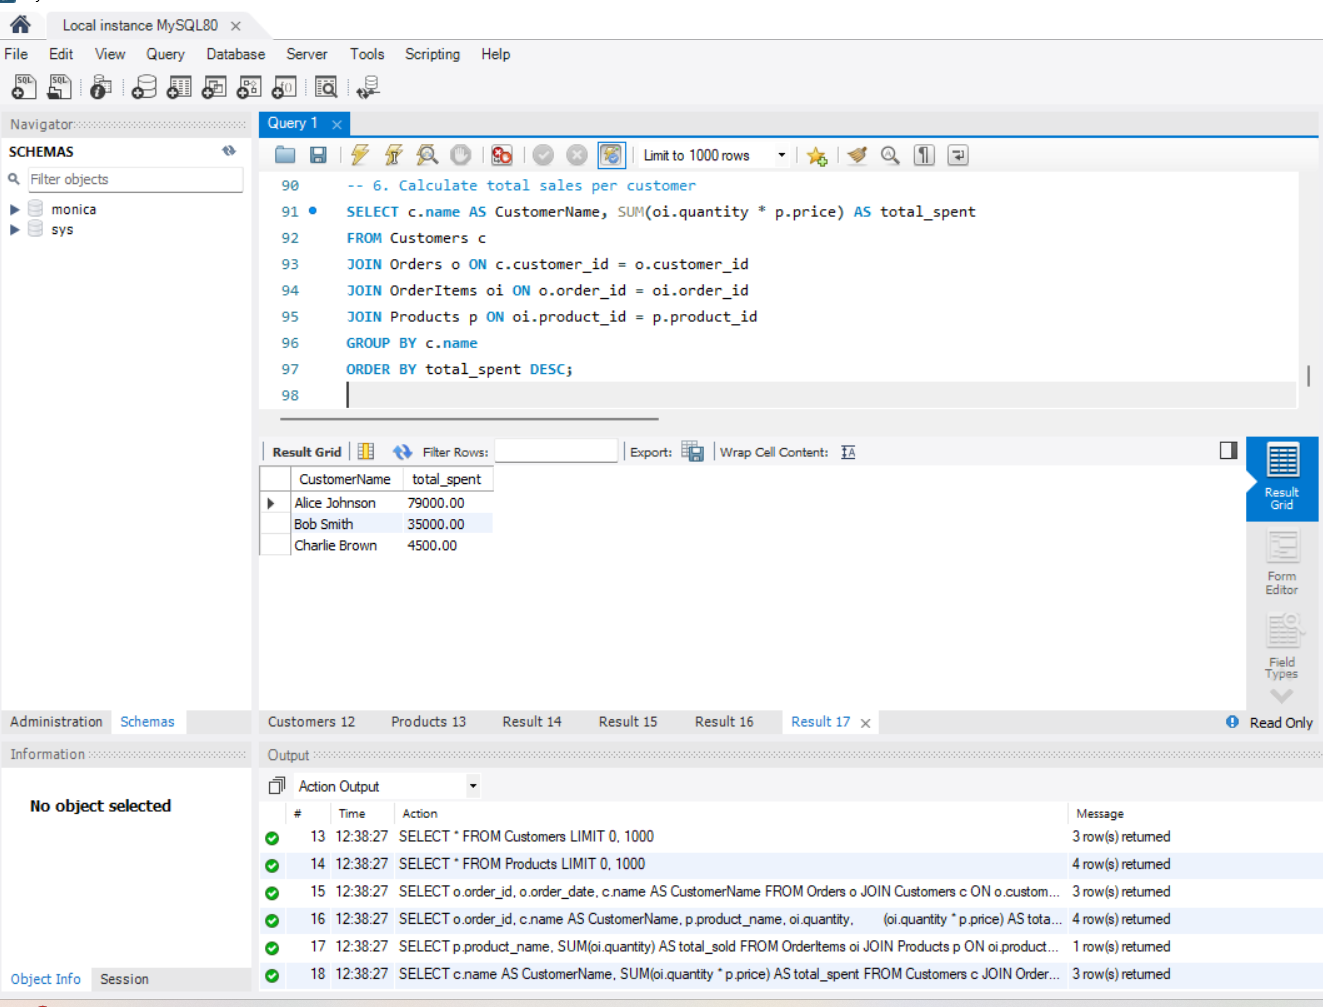 Local instance MySQL80 ×
File Edit View Query Database Server Tools Scripting Help
Navigator
SCHEMAS
Filter objects
monica
sys
Administration Schemas
Information
No object selected
Object Info Session
Query 1 ×
Limit to 1000 rows
90 -- 6. Calculate total sales per customer
91 SELECT c.name AS CustomerName, SUM(oi.quantity * p.price) AS total_spent
92 FROM Customers c
93 JOIN Orders o ON c.customer_id = o.customer_id
94 JOIN OrderItems oi ON o.order_id = oi.order_id
95 JOIN Products p ON oi.product_id = p.product_id
96 GROUP BY c.name
97 ORDER BY total_spent DESC;
98
Result Grid Filter Rows: Export: Wrap Cell Content:
CustomerName total_spent
Alice Johnson 79000.00
Bob Smith 35000.00
Charlie Brown 4500.00
Result
Grid
Form
Editor
Field
Types
Customers 12 Products 13 Result 14 Result 15 Result 16 Result 17 × Read Only
Output
Action Output
# Time Action Message
13 12:38:27 SELECT * FROM Customers LIMIT 0, 1000 3 row(s) returned
14 12:38:27 SELECT * FROM Products LIMIT 0, 1000 4 row(s) returned
15 12:38:27 SELECT o.order_id, o.order_date, c.name AS CustomerName FROM Orders o JOIN Customers c ON o.custom... 3 row(s) returned
16 12:38:27 SELECT o.order_id, c.name AS CustomerName, p.product_name, oi.quantity, (oi.quantity * p.price) AS tota... 4 row(s) returned
17 12:38:27 SELECT p.product_name, SUM(oi.quantity) AS total_sold FROM OrderItems oi JOIN Products p ON oi.product... 1 row(s) returned
18 12:38:27 SELECT c.name AS CustomerName, SUM(oi.quantity * p.price) AS total_spent FROM Customers c JOIN Order... 3 row(s) returned